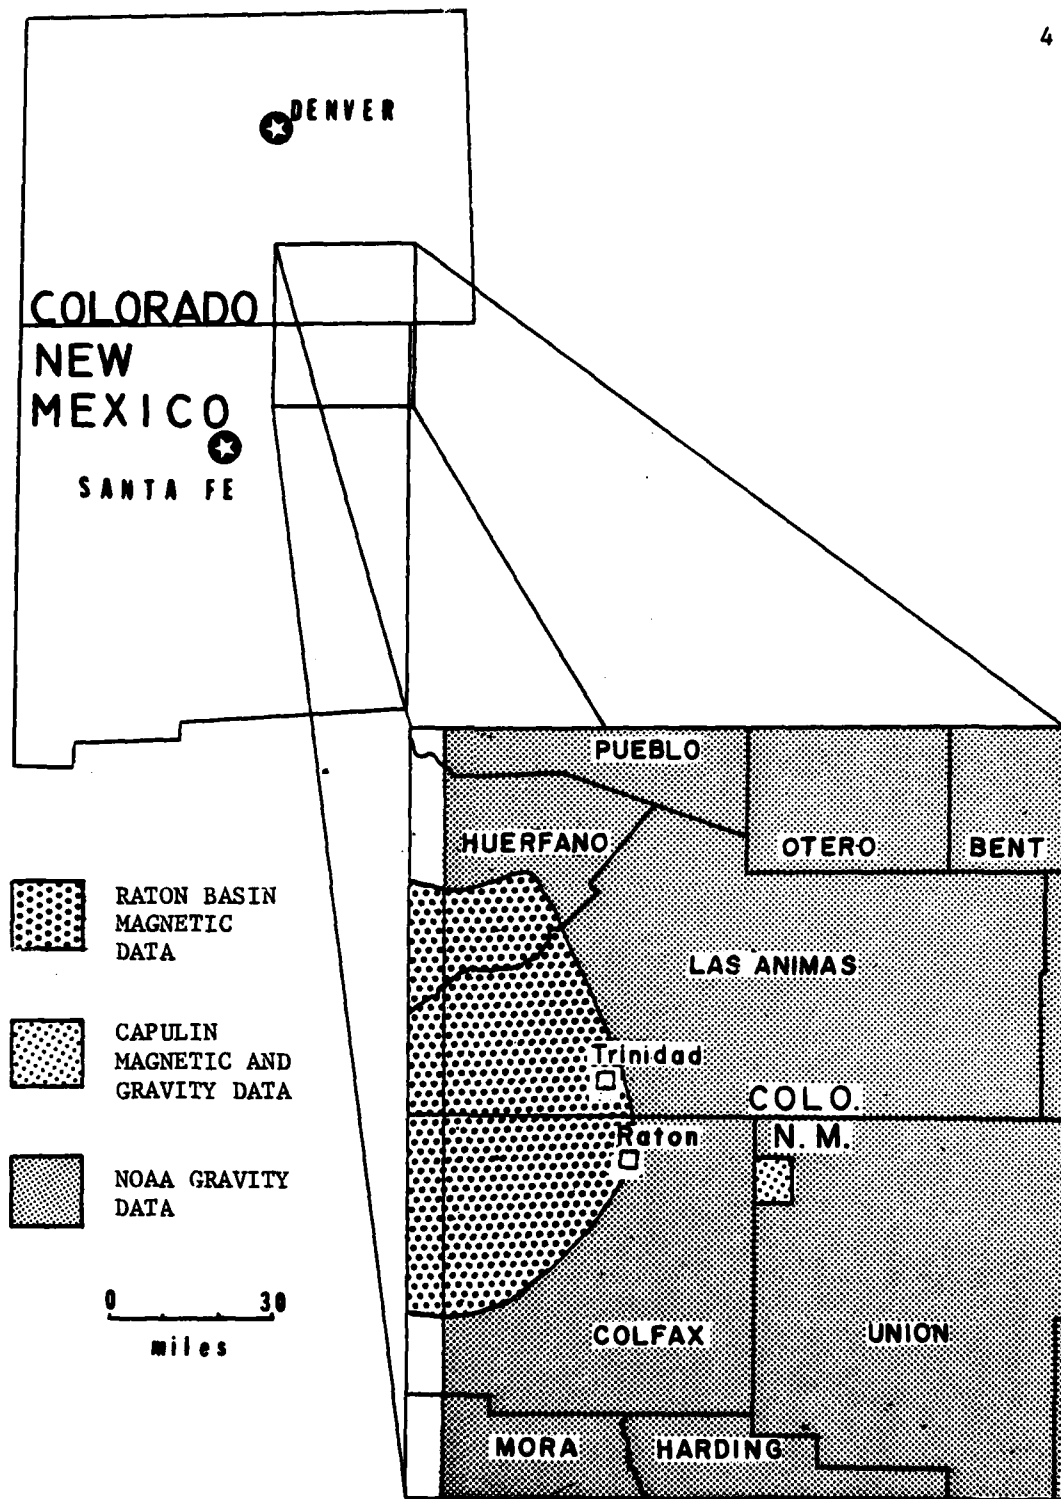 4
DENVER
COLORADO
NEW
MEXICO
SANTA FE
PUEBLO
HUERFANO
OTERO
BENT
RATON BASIN
MAGNETIC
DATA
LAS ANIMAS
CAPULIN
MAGNETIC AND
GRAVITY DATA
Trinidad
COLO.
N.M.
Raton
NOAA GRAVITY
DATA
0 30
miles
COLFAX
UNION
MORA
HARDING